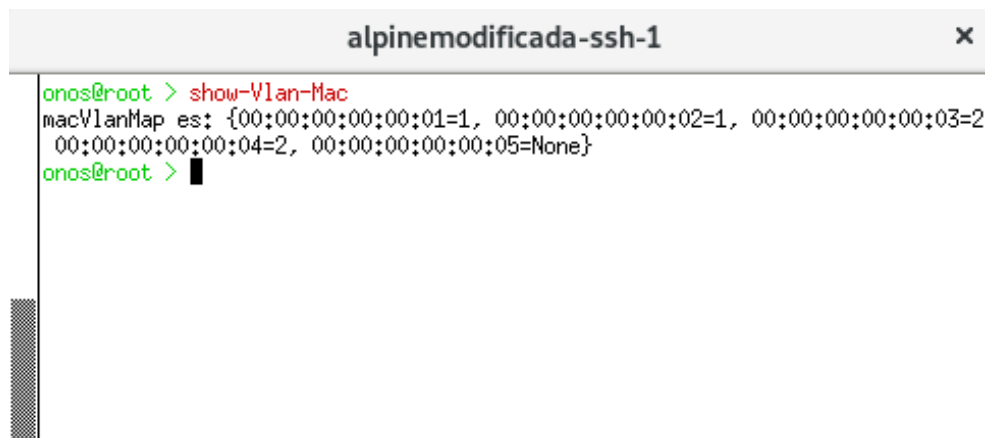 alpinemodificada-ssh-1 ×
onos@root > show-Vlan-Mac
macVlanMap es: {00:00:00:00:00:01=1, 00:00:00:00:00:02=1, 00:00:00:00:00:03=2
00:00:00:00:00:04=2, 00:00:00:00:00:05=None}
onos@root >